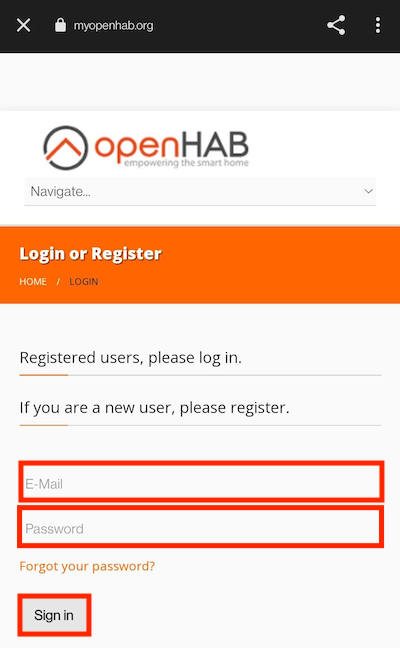 myopenhab.org
openHAB
empowering the smart home
Navigate...
Login or Register
HOME / LOGIN
Registered users, please log in.
If you are a new user, please register.
E-Mail
Password
Forgot your password?
Sign in